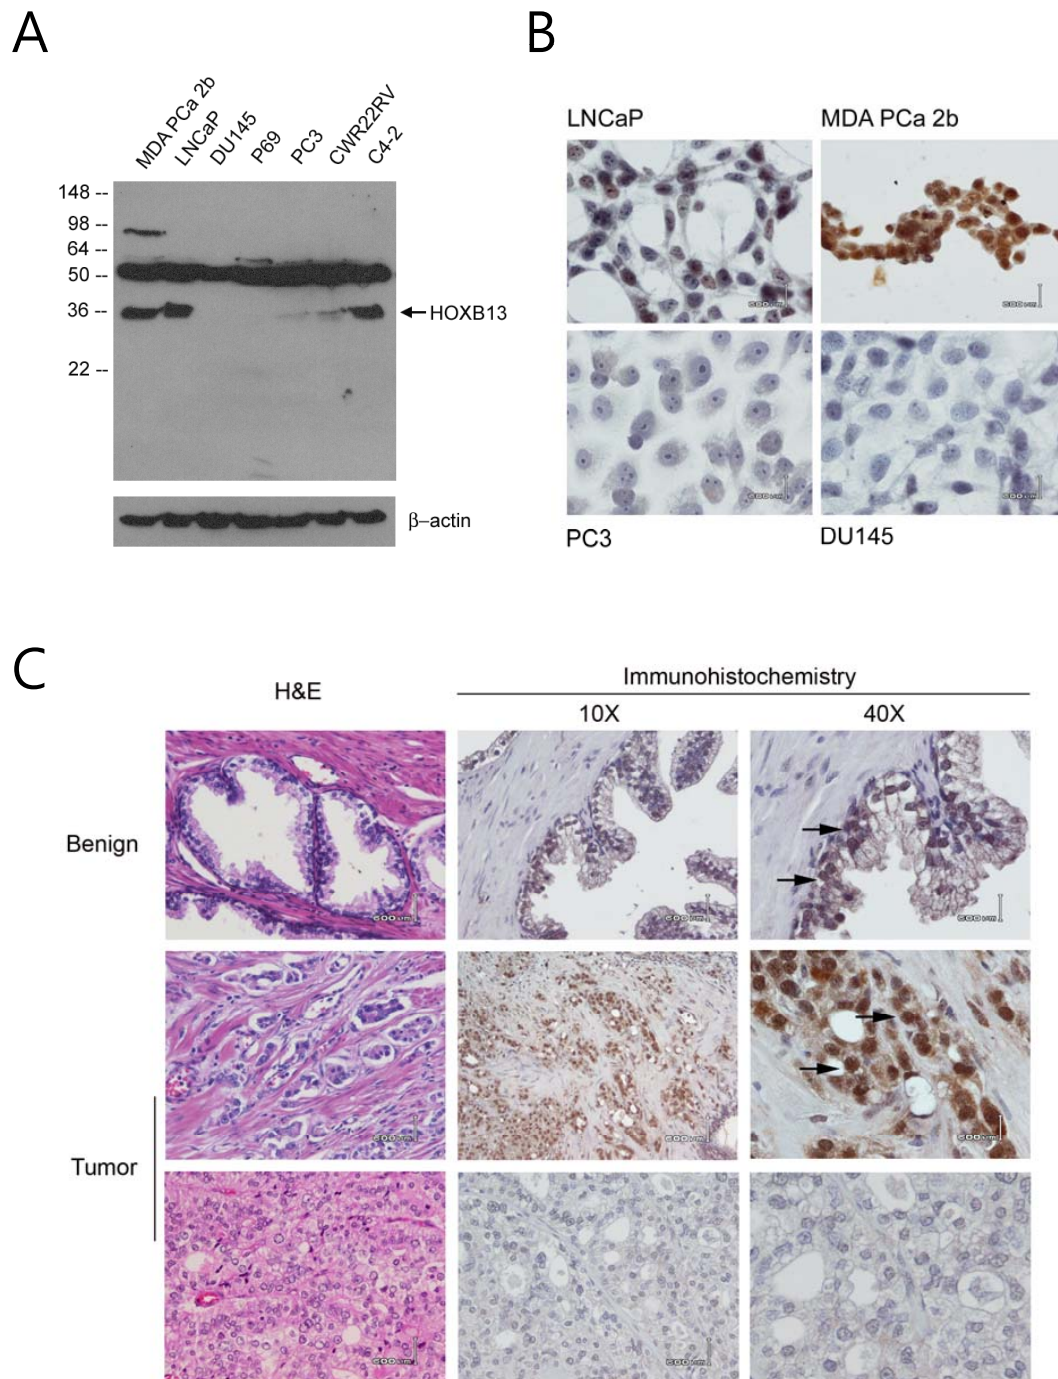 A
MDA PCa 2b
LNCaP
DU145
P69
PC3
CWR22RV
C4-2
148 --
98 --
64 --
50 --
36 --
22 --
HOXB13
β–actin
B
LNCaP
MDA PCa 2b
PC3
DU145
C
H&E
Immunohistochemistry
10X
40X
Benign
Tumor